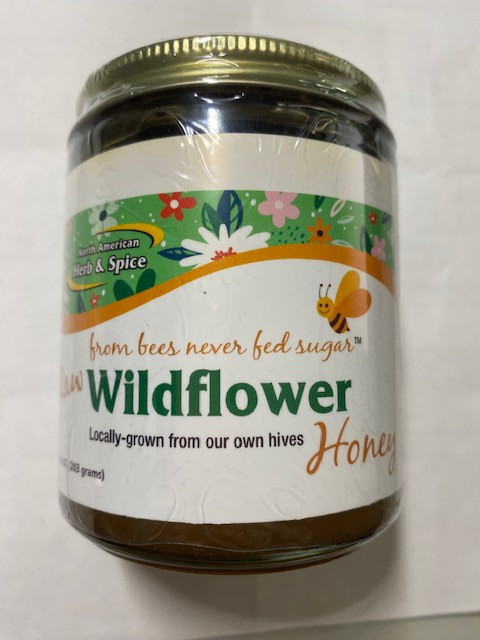 North American
Herb & Spice
from bees never fed sugar™
Raw Wildflower
Locally-grown from our own hives
Honey
(283 grams)